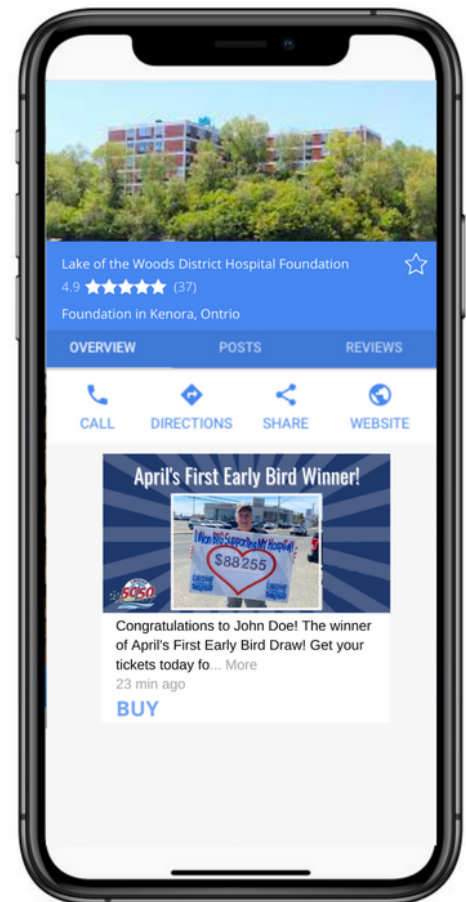 Lake of the Woods District Hospital Foundation
4.9 ★★★★★ (37)
Foundation in Kenora, Ontrio
OVERVIEW POSTS REVIEWS
CALL DIRECTIONS SHARE WEBSITE
April's First Early Bird Winner!
I Won BIG Supporting MY Hospital!
$88255
50/50
Congratulations to John Doe! The winner
of April's First Early Bird Draw! Get your
tickets today fo... More
23 min ago
BUY